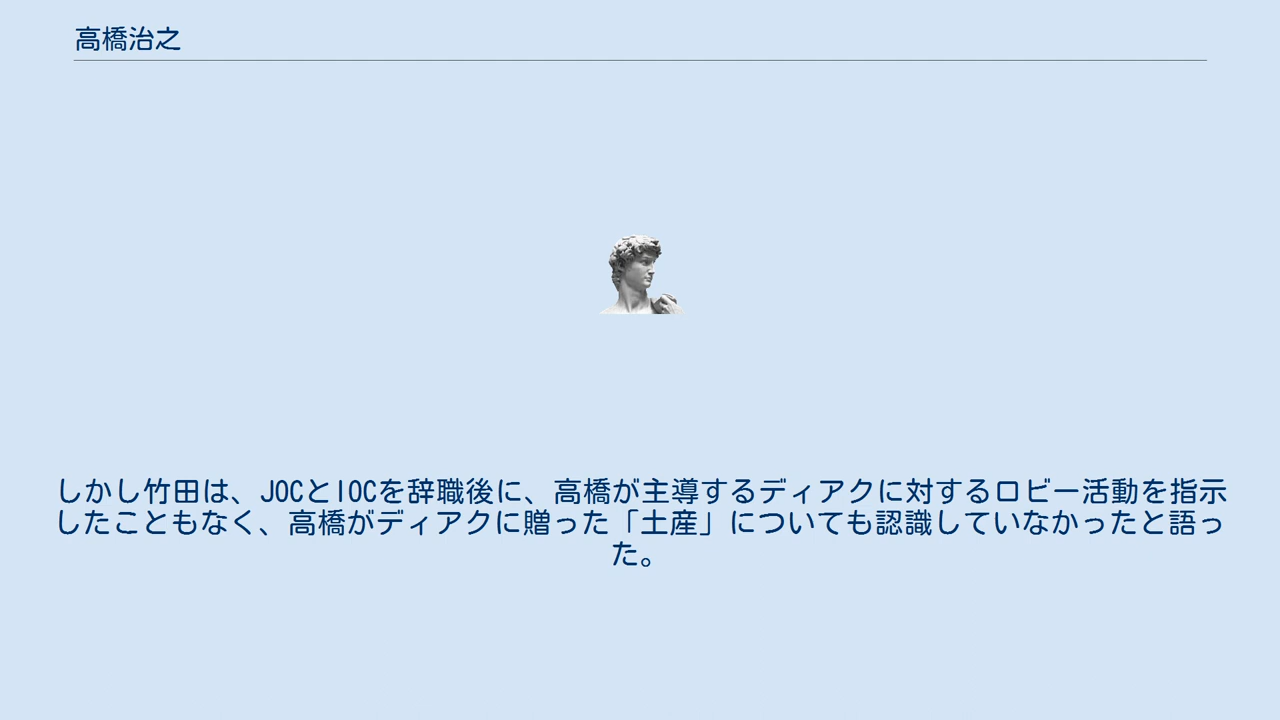 高橋治之
しかし竹田は、JOCとIOCを辞職後に、高橋が主導するディアクに対するロビー活動を指示
したこともなく、高橋がディアクに贈った「土産」についても認識していなかったと語っ
た。